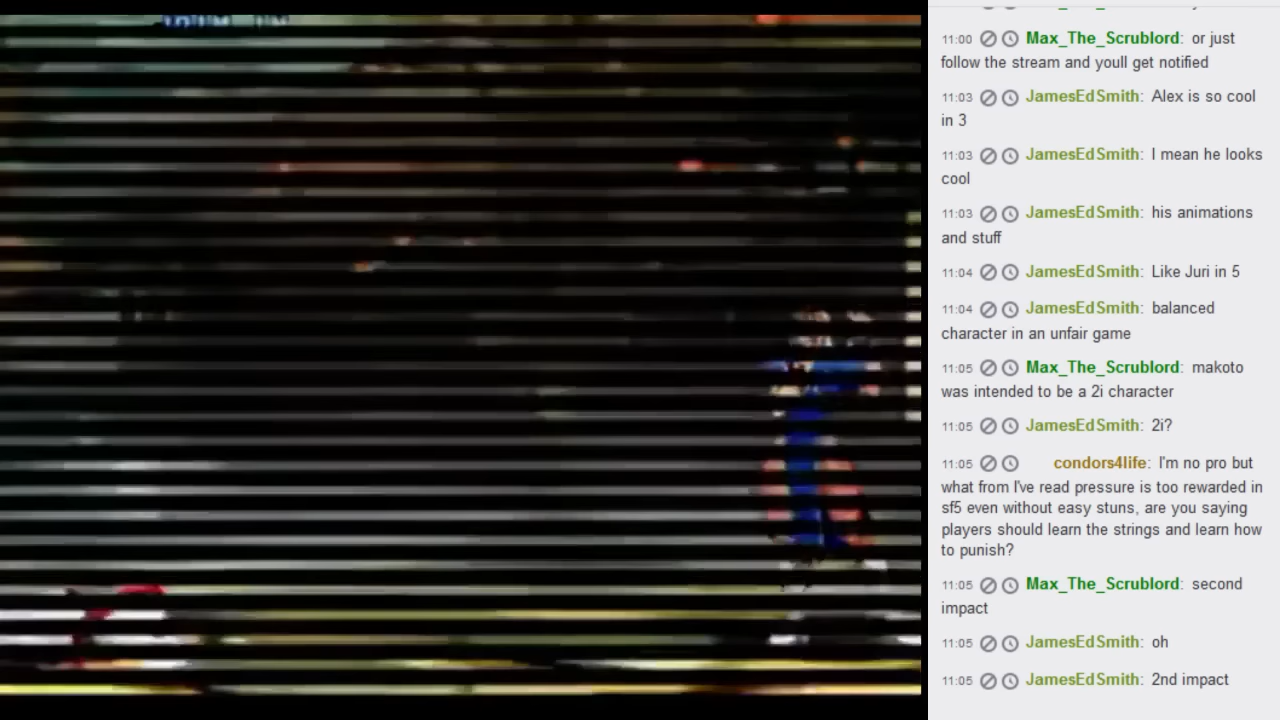 11:00 Max_The_Scrublord: or just
follow the stream and youll get notified
11:03 JamesEdSmith: Alex is so cool
in 3
11:03 JamesEdSmith: I mean he looks
cool
11:03 JamesEdSmith: his animations
and stuff
11:04 JamesEdSmith: Like Juri in 5
11:04 JamesEdSmith: balanced
character in an unfair game
11:05 Max_The_Scrublord: makoto
was intended to be a 2i character
11:05 JamesEdSmith: 2i?
11:05 condors4life: I'm no pro but
what from I've read pressure is too rewarded in
sf5 even without easy stuns, are you saying
players should learn the strings and learn how
to punish?
11:05 Max_The_Scrublord: second
impact
11:05 JamesEdSmith: oh
11:05 JamesEdSmith: 2nd impact